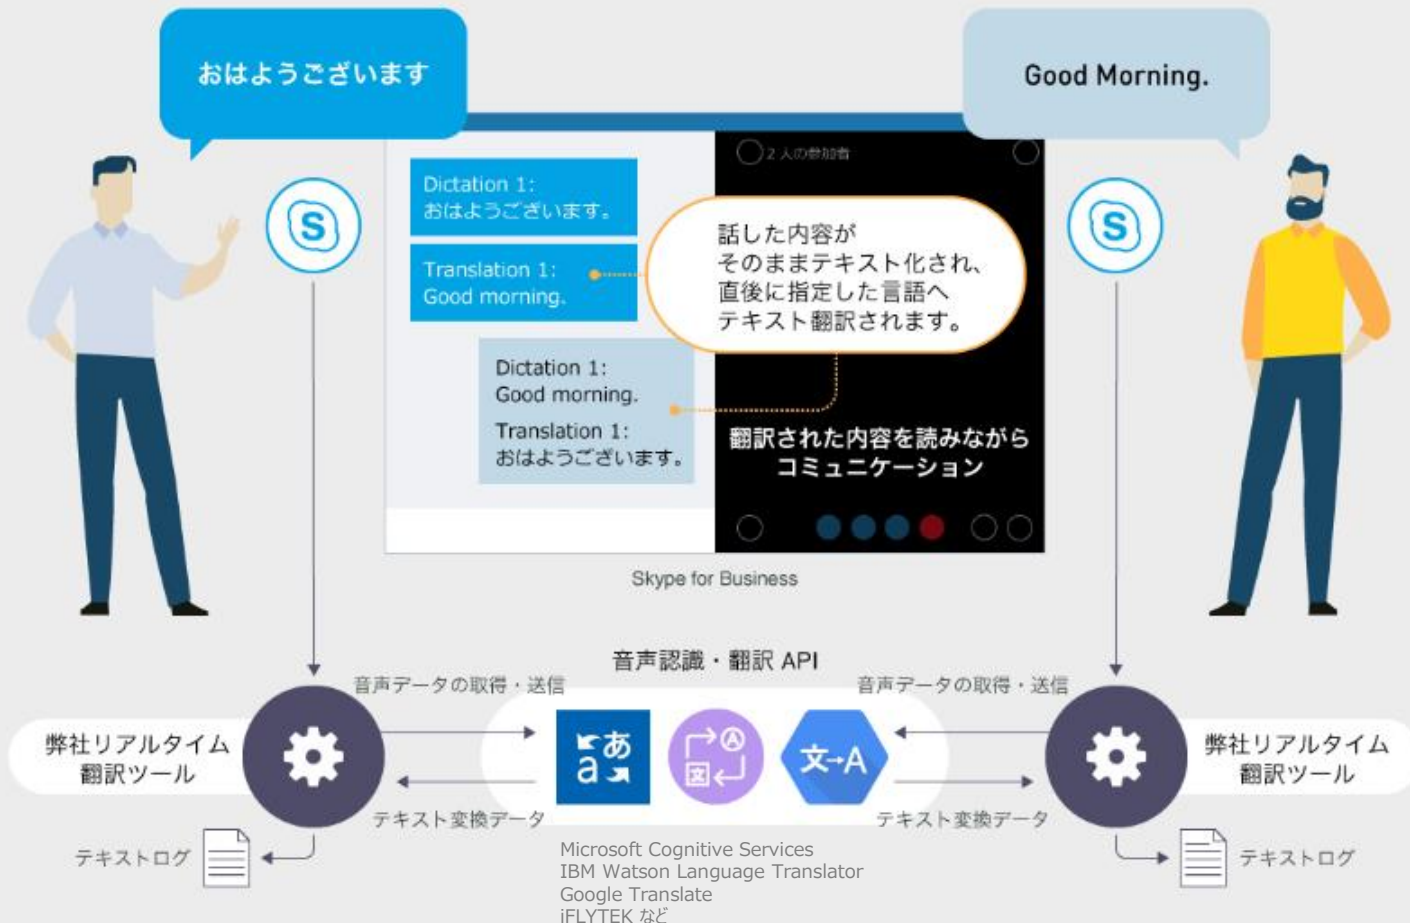 おはようございます
Good Morning.
2 人の参加者
Dictation 1:
おはようございます。
Translation 1:
Good morning.
話した内容が
そのままテキスト化され、
直後に指定した言語へ
テキスト翻訳されます。
Dictation 1:
Good morning.
Translation 1:
おはようございます。
翻訳された内容を読みながら
コミュニケーション
S
S
Skype for Business
音声認識・翻訳 API
音声データの取得・送信
音声データの取得・送信
弊社リアルタイム
翻訳ツール
あ
a
A
文
文→A
弊社リアルタイム
翻訳ツール
テキスト変換データ
テキスト変換データ
テキストログ
テキストログ
Microsoft Cognitive Services
IBM Watson Language Translator
Google Translate
iFLYTEK など